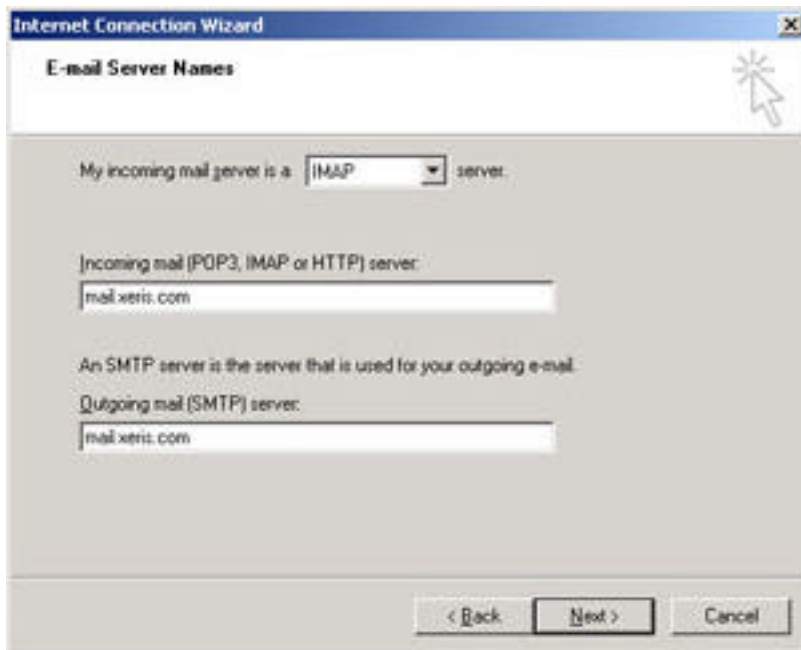 Internet Connection Wizard
E-mail Server Names
My incoming mail server is a IMAP server.
Incoming mail (POP3, IMAP or HTTP) server:
mail.xeris.com
An SMTP server is the server that is used for your outgoing e-mail.
Outgoing mail (SMTP) server:
mail.xeris.com
< Back Next > Cancel